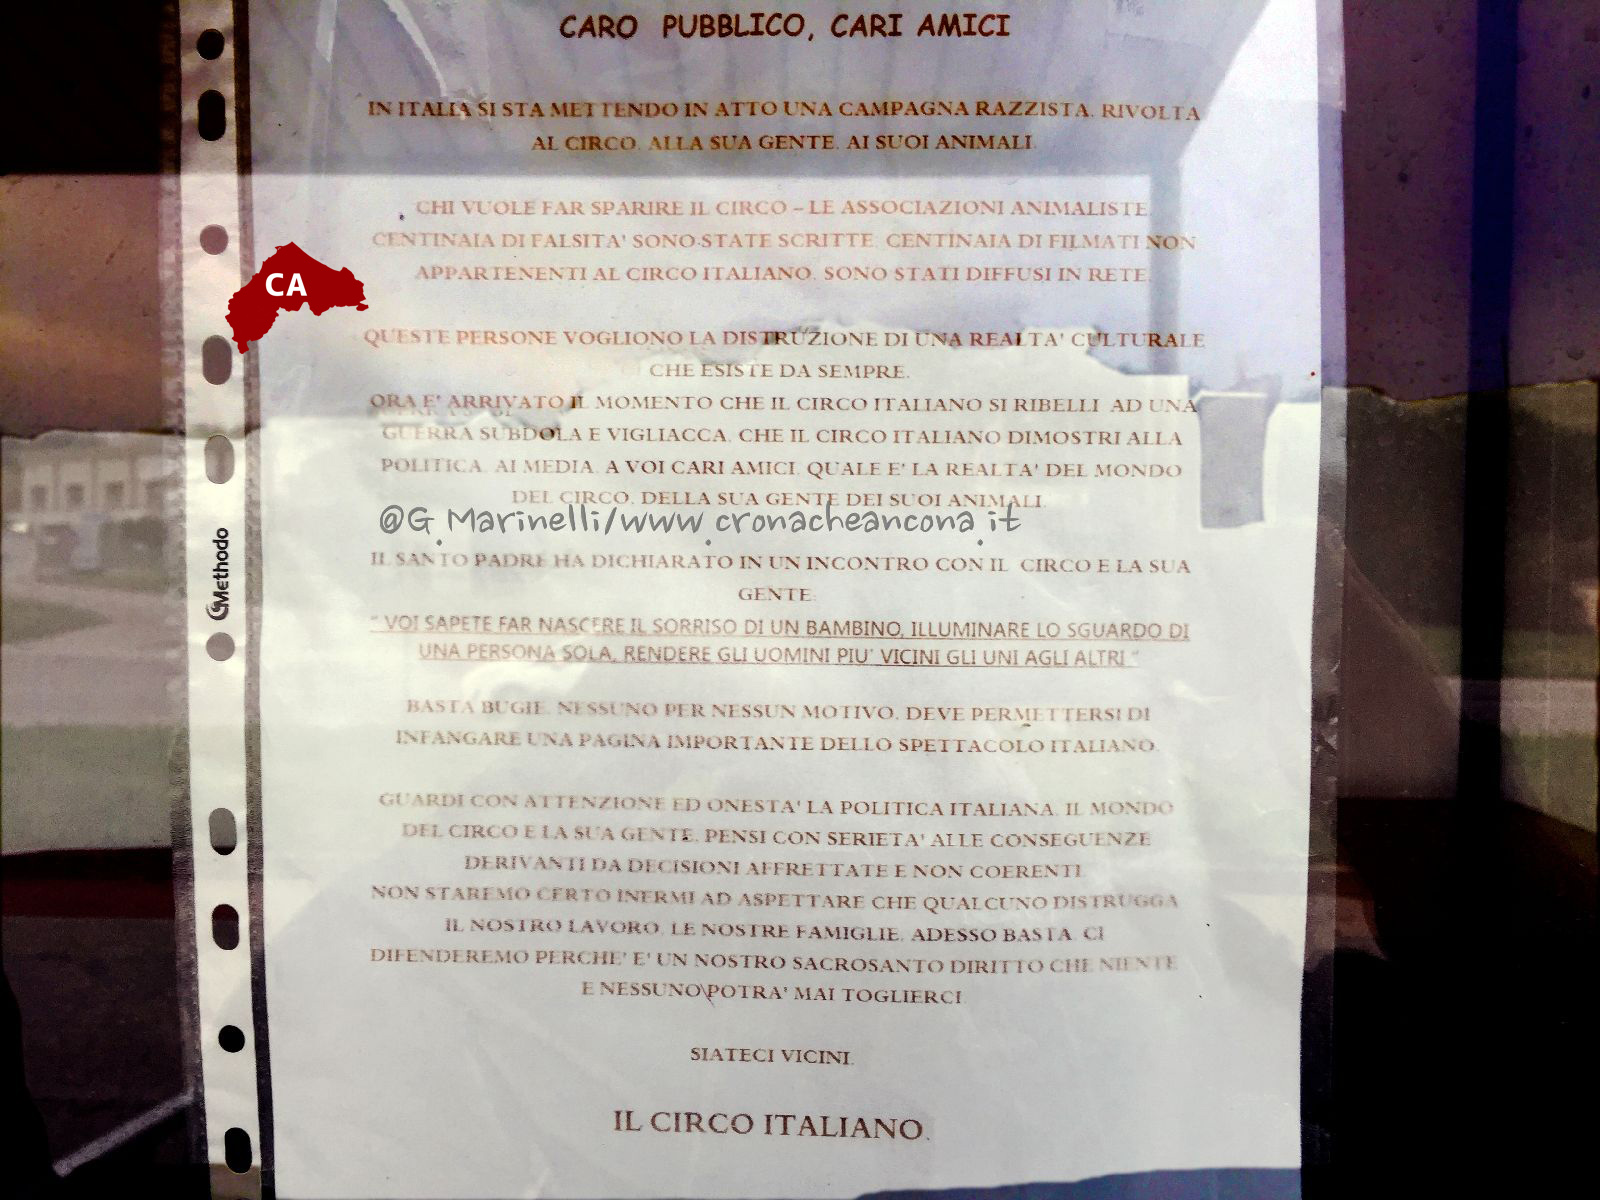 CARO PUBBLICO, CARI AMICI
IN ITALIA SI STA METTENDO IN ATTO UNA CAMPAGNA RAZZISTA. RIVOLTA
AL CIRCO. ALLA SUA GENTE. AI SUOI ANIMALI.
CHI VUOLE FAR SPARIRE IL CIRCO – LE ASSOCIAZIONI ANIMALISTE.
CENTINAIA DI FALSITA' SONO STATE SCRITTE. CENTINAIA DI FILMATI NON
APPARTENENTI AL CIRCO ITALIANO. SONO STATI DIFFUSI IN RETE.
CA
QUESTE PERSONE VOGLIONO LA DISTRUZIONE DI UNA REALTA' CULTURALE
CHE ESISTE DA SEMPRE.
ORA E' ARRIVATO IL MOMENTO CHE IL CIRCO ITALIANO SI RIBELLI AD UNA
GUERRA SUBDOLA E VIGLIACCA. CHE IL CIRCO ITALIANO DIMOSTRI ALLA
POLITICA. AI MEDIA. A VOI CARI AMICI. QUALE E' LA REALTA' DEL MONDO
DEL CIRCO. DELLA SUA GENTE DEI SUOI ANIMALI.
@G.Marinelli/www.cronacheancona.it
IL SANTO PADRE HA DICHIARATO IN UN INCONTRO CON IL CIRCO E LA SUA
GENTE:
" VOI SAPETE FAR NASCERE IL SORRISO DI UN BAMBINO, ILLUMINARE LO SGUARDO DI
UNA PERSONA SOLA, RENDERE GLI UOMINI PIU' VICINI GLI UNI AGLI ALTRI "
Methodo
BASTA BUGIE. NESSUNO PER NESSUN MOTIVO. DEVE PERMETTERSI DI
INFANGARE UNA PAGINA IMPORTANTE DELLO SPETTACOLO ITALIANO.
GUARDI CON ATTENZIONE ED ONESTA' LA POLITICA ITALIANA. IL MONDO
DEL CIRCO E LA SUA GENTE. PENSI CON SERIETA' ALLE CONSEGUENZE
DERIVANTI DA DECISIONI AFFRETTATE E NON COERENTI.
NON STAREMO CERTO INERMI AD ASPETTARE CHE QUALCUNO DISTRUGGA
IL NOSTRO LAVORO. LE NOSTRE FAMIGLIE. ADESSO BASTA. CI
DIFENDEREMO PERCHE' E' UN NOSTRO SACROSANTO DIRITTO CHE NIENTE
E NESSUNO POTRA' MAI TOGLIERCI.
SIATECI VICINI.
IL CIRCO ITALIANO.